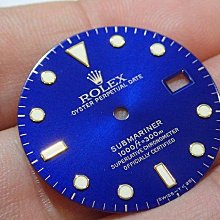 ROLEX
OYSTER PERPETUAL DATE
SUBMARINER
1000ft=300m
SUPERLATIVE CHRONOMETER
OFFICIALLY CERTIFIED